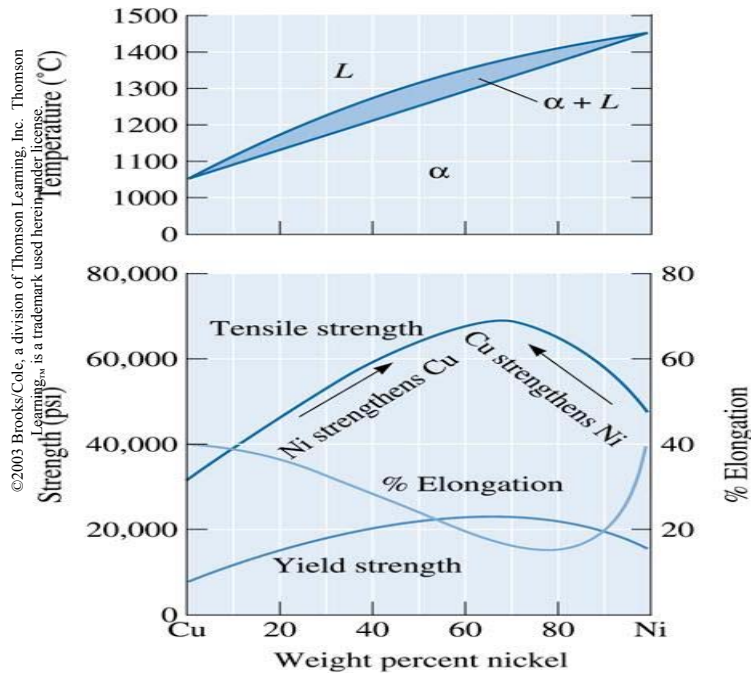 ©2003 Brooks/Cole, a division of Thomson Learning, Inc.  Thomson
Learning™ is a trademark used herein under license.
Temperature (°C)
1500
1400
1300
1200
1100
1000
0
L
α + L
α
Strength (psi)
80,000
60,000
40,000
20,000
0
80
60
40
20
% Elongation
Tensile strength
Ni strengthens Cu
Cu strengthens Ni
% Elongation
Yield strength
Cu 20 40 60 80 Ni
Weight percent nickel